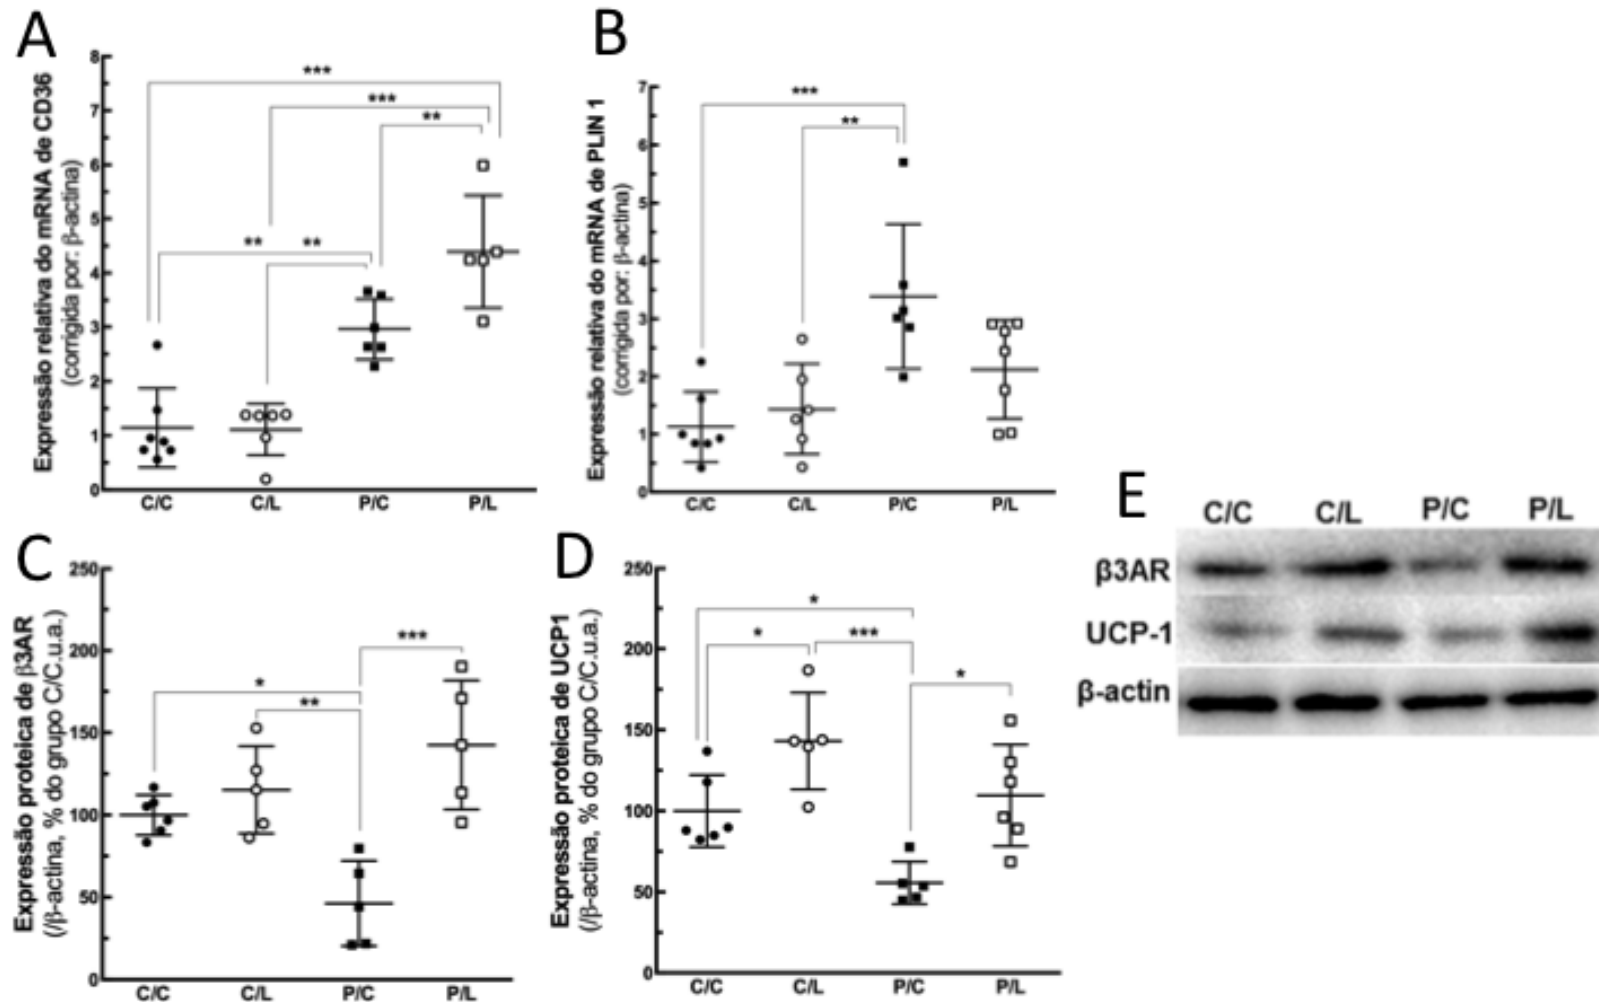 A
Expressão relativa do mRNA de CD36
(corrigida por: β-actina)
8
7
6
5
4
3
2
1
0
***
***
**
** **
C/C C/L P/C P/L
B
Expressão relativa do mRNA de PLIN 1
(corrigida por: β-actina)
7
6
5
4
3
2
1
0
***
**
C/C C/L P/C P/L
C
Expressão proteica de β3AR
(/β-actina, % do grupo C/C.u.a.)
250
200
150
100
50
0
***
*
**
C/C C/L P/C P/L
D
Expressão proteica de UCP1
(/β-actina, % do grupo C/C.u.a.)
250
200
150
100
50
0
*
* ***
*
C/C C/L P/C P/L
E
C/C C/L P/C P/L
β3AR
UCP-1
β-actin